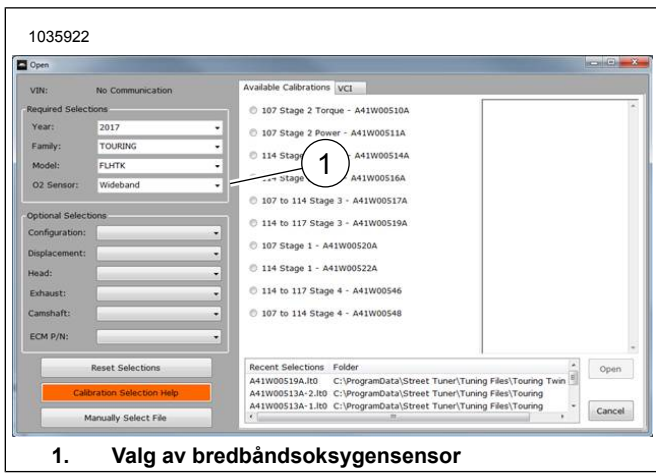 1035922
Open
VIN: No Communication
Required Selections
Year: 2017
Family: TOURING
Model: FLHTK
O2 Sensor: Wideband
Optional Selections
Configuration:
Displacement:
Head:
Exhaust:
Camshaft:
ECM P/N:
Reset Selections
Calibration Selection Help
Manually Select File
Available Calibrations VCI
107 Stage 2 Torque - A41W00510A
107 Stage 2 Power - A41W00511A
114 Stage - A41W00514A
Stage A41W00516A
107 to 114 Stage 3 - A41W00517A
114 to 117 Stage 3 - A41W00519A
107 Stage 1 - A41W00520A
114 Stage 1 - A41W00522A
114 to 117 Stage 4 - A41W00546
107 to 114 Stage 4 - A41W00548
1
Recent Selections Folder
A41W00519A.lt0 C:\ProgramData\Street Tuner\Tuning Files\Touring Twin
A41W00513A-2.lt0 C:\ProgramData\Street Tuner\Tuning Files\Touring
A41W00513A-1.lt0 C:\ProgramData\Street Tuner\Tuning Files\Touring
Open
Cancel
1. Valg av bredbåndsoksygensensor